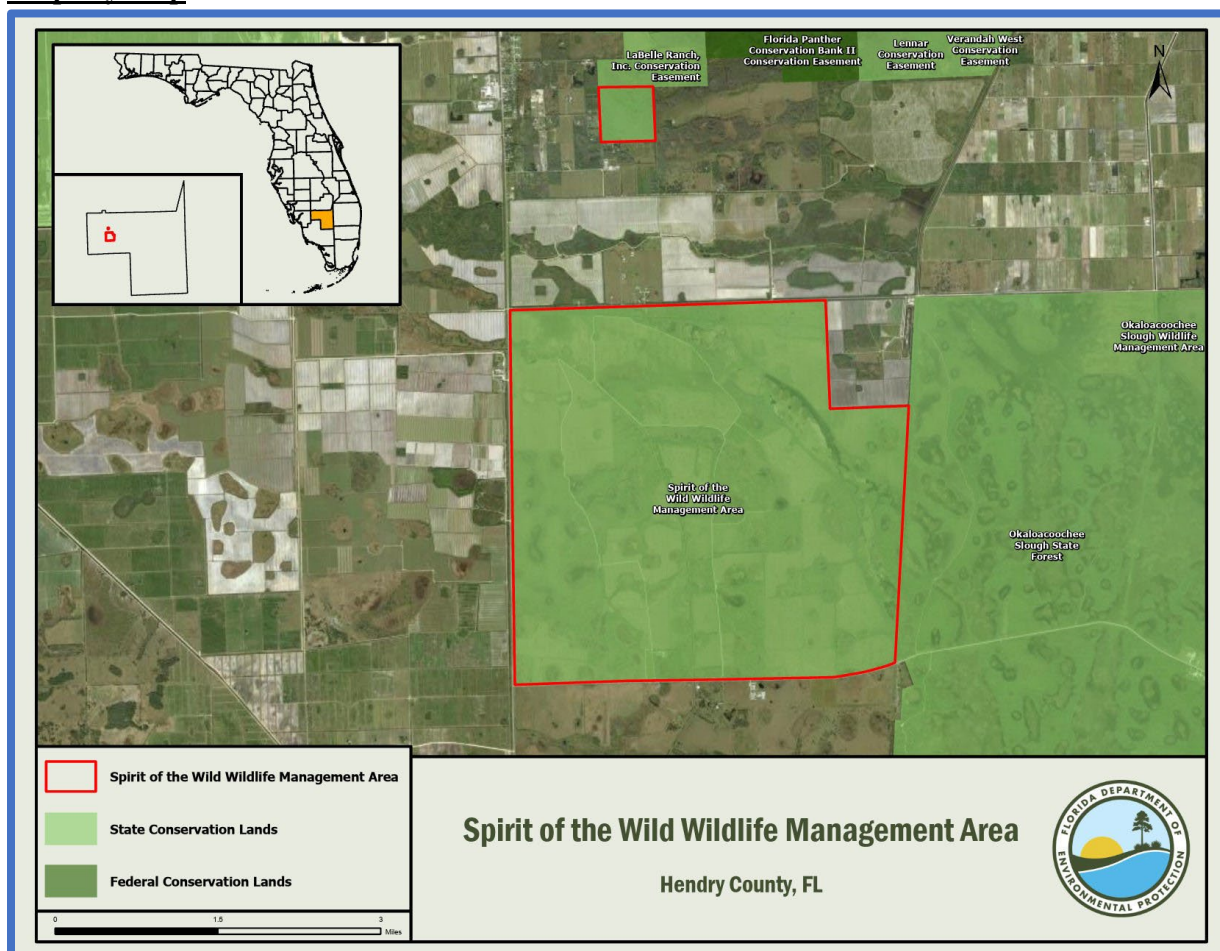 LaBelle Ranch,
Inc. Conservation
Easement
Florida Panther
Conservation Bank II
Conservation Easement
Lennar
Conservation
Easement
Verandah West
Conservation
Easement
N
Okaloacoochee
Slough Wildlife
Management Area
Spirit of the
Wild Wildlife
Management Area
Okaloacoochee
Slough State
Forest
Spirit of the Wild Wildlife Management Area
State Conservation Lands
Federal Conservation Lands
0 1.5 3
Miles
Spirit of the Wild Wildlife Management Area
Hendry County, FL
FLORIDA DEPARTMENT OF
ENVIRONMENTAL PROTECTION